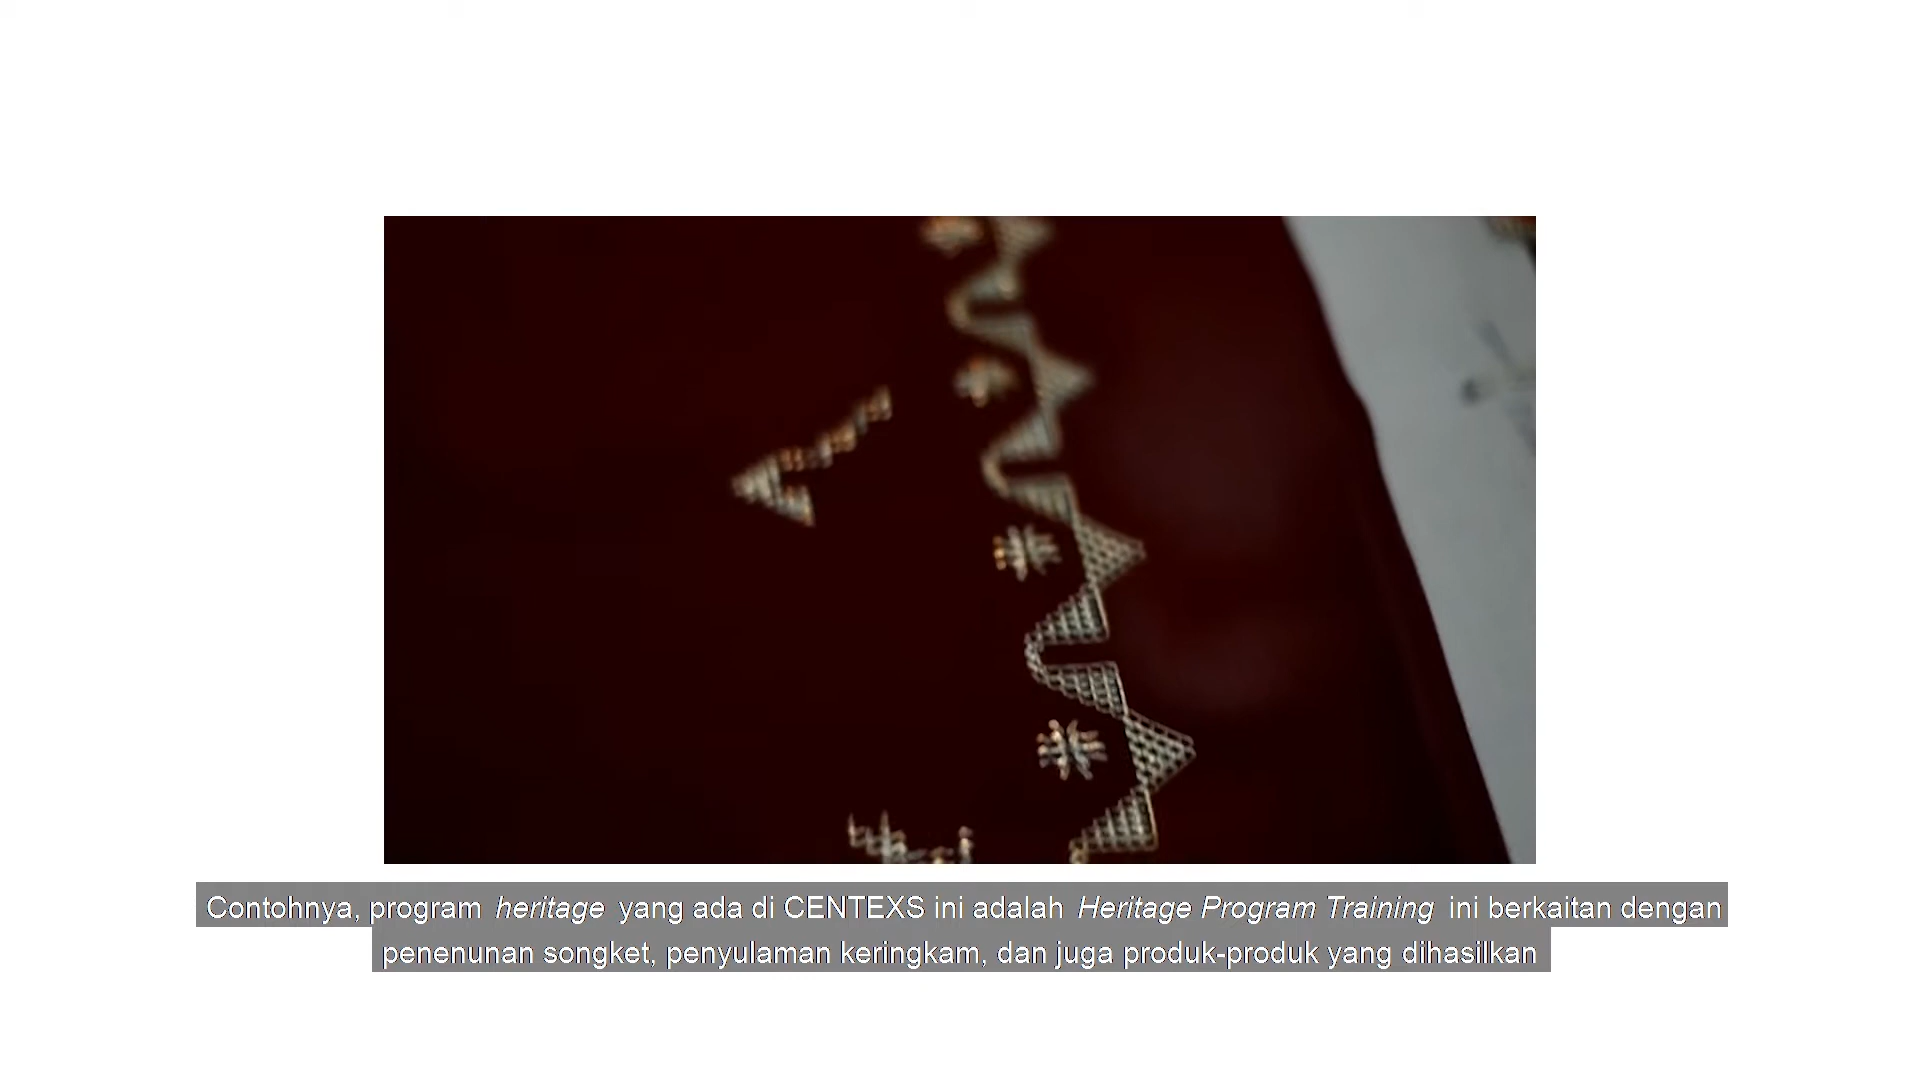 Contohnya, program heritage yang ada di CENTEXS ini adalah Heritage Program Training ini berkaitan dengan
penenunan songket, penyulaman keringkam, dan juga produk-produk yang dihasilkan